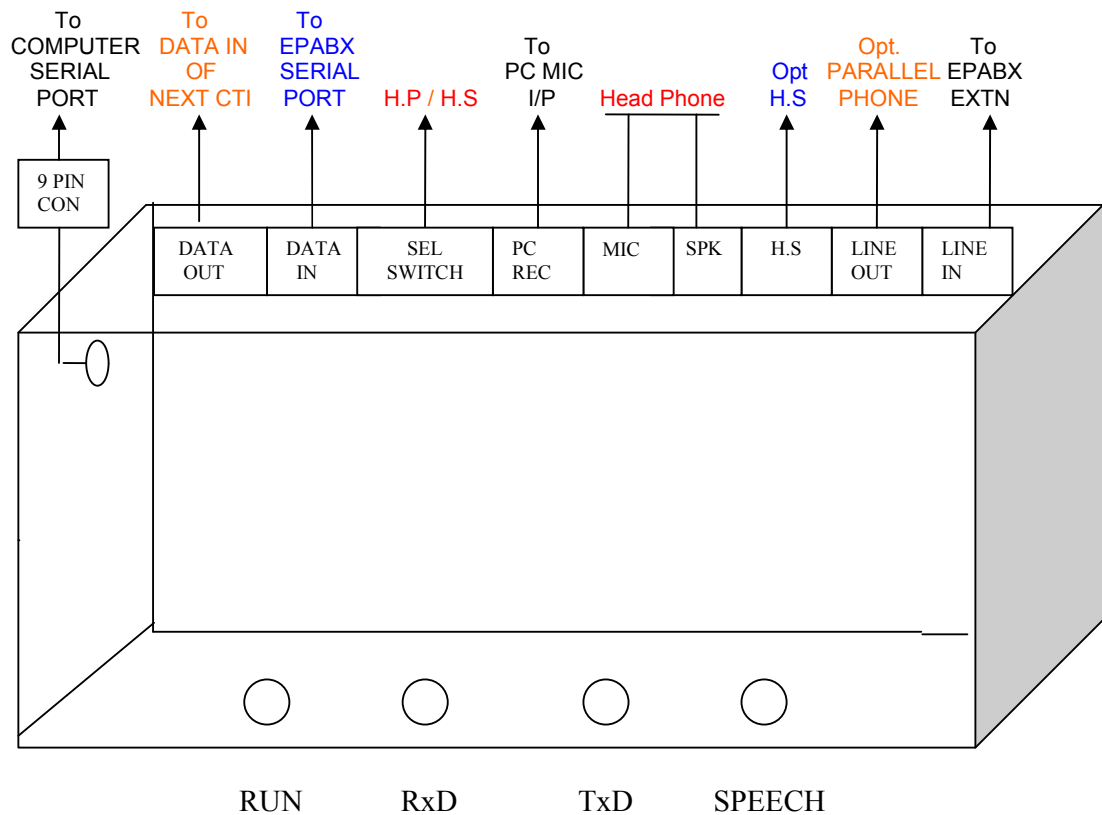 To
COMPUTER
SERIAL
PORT
To
DATA IN
OF
NEXT CTI
To
EPABX
SERIAL
PORT
H.P / H.S
To
PC MIC
I/P
Head Phone
Opt
H.S
Opt.
PARALLEL
PHONE
To
EPABX
EXTN
9 PIN
CON
DATA
OUT
DATA
IN
SEL
SWITCH
PC
REC
MIC
SPK
H.S
LINE
OUT
LINE
IN
RUN
RxD
TxD
SPEECH